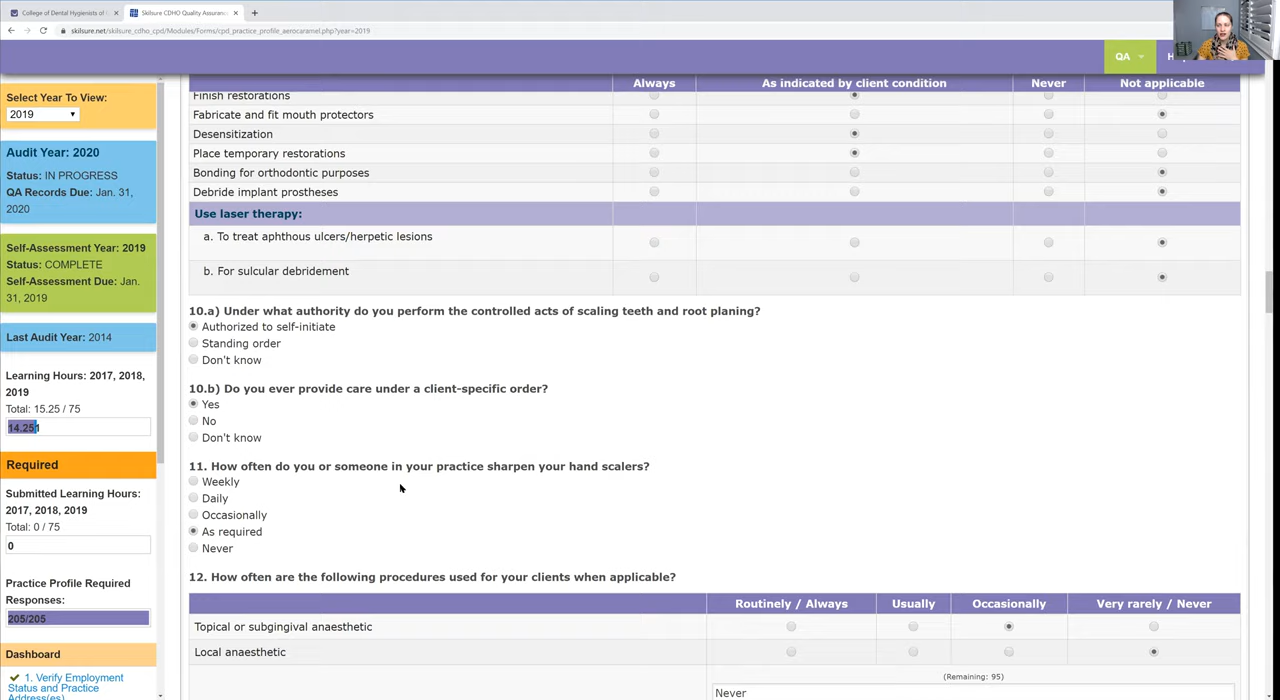 College of Dental Hygienists of
Skilsure CDHO Quality Assuranc
skilsure.net/skilsure_cdho_cpd/Modules/Forms/cpd_practice_profile_aerocaramel.php?year=2019
QA
Select Year To View:
2019
Audit Year: 2020
Status: IN PROGRESS
QA Records Due: Jan. 31,
2020
Self-Assessment Year: 2019
Status: COMPLETE
Self-Assessment Due: Jan.
31, 2019
Last Audit Year: 2014
Learning Hours: 2017, 2018,
2019
Total: 15.25 / 75
14.25 1
Required
Submitted Learning Hours:
2017, 2018, 2019
Total: 0 / 75
0
Practice Profile Required
Responses:
205/205
Dashboard
1. Verify Employment
Status and Practice
Address(es)
Always As indicated by client condition Never Not applicable
Finish restorations
Fabricate and fit mouth protectors
Desensitization
Place temporary restorations
Bonding for orthodontic purposes
Debride implant prostheses
Use laser therapy:
a. To treat aphthous ulcers/herpetic lesions
b. For sulcular debridement
10.a) Under what authority do you perform the controlled acts of scaling teeth and root planing?
Authorized to self-initiate
Standing order
Don't know
10.b) Do you ever provide care under a client-specific order?
Yes
No
Don't know
11. How often do you or someone in your practice sharpen your hand scalers?
Weekly
Daily
Occasionally
As required
Never
12. How often are the following procedures used for your clients when applicable?
Routinely / Always Usually Occasionally Very rarely / Never
Topical or subgingival anaesthetic
Local anaesthetic
(Remaining: 95)
Never